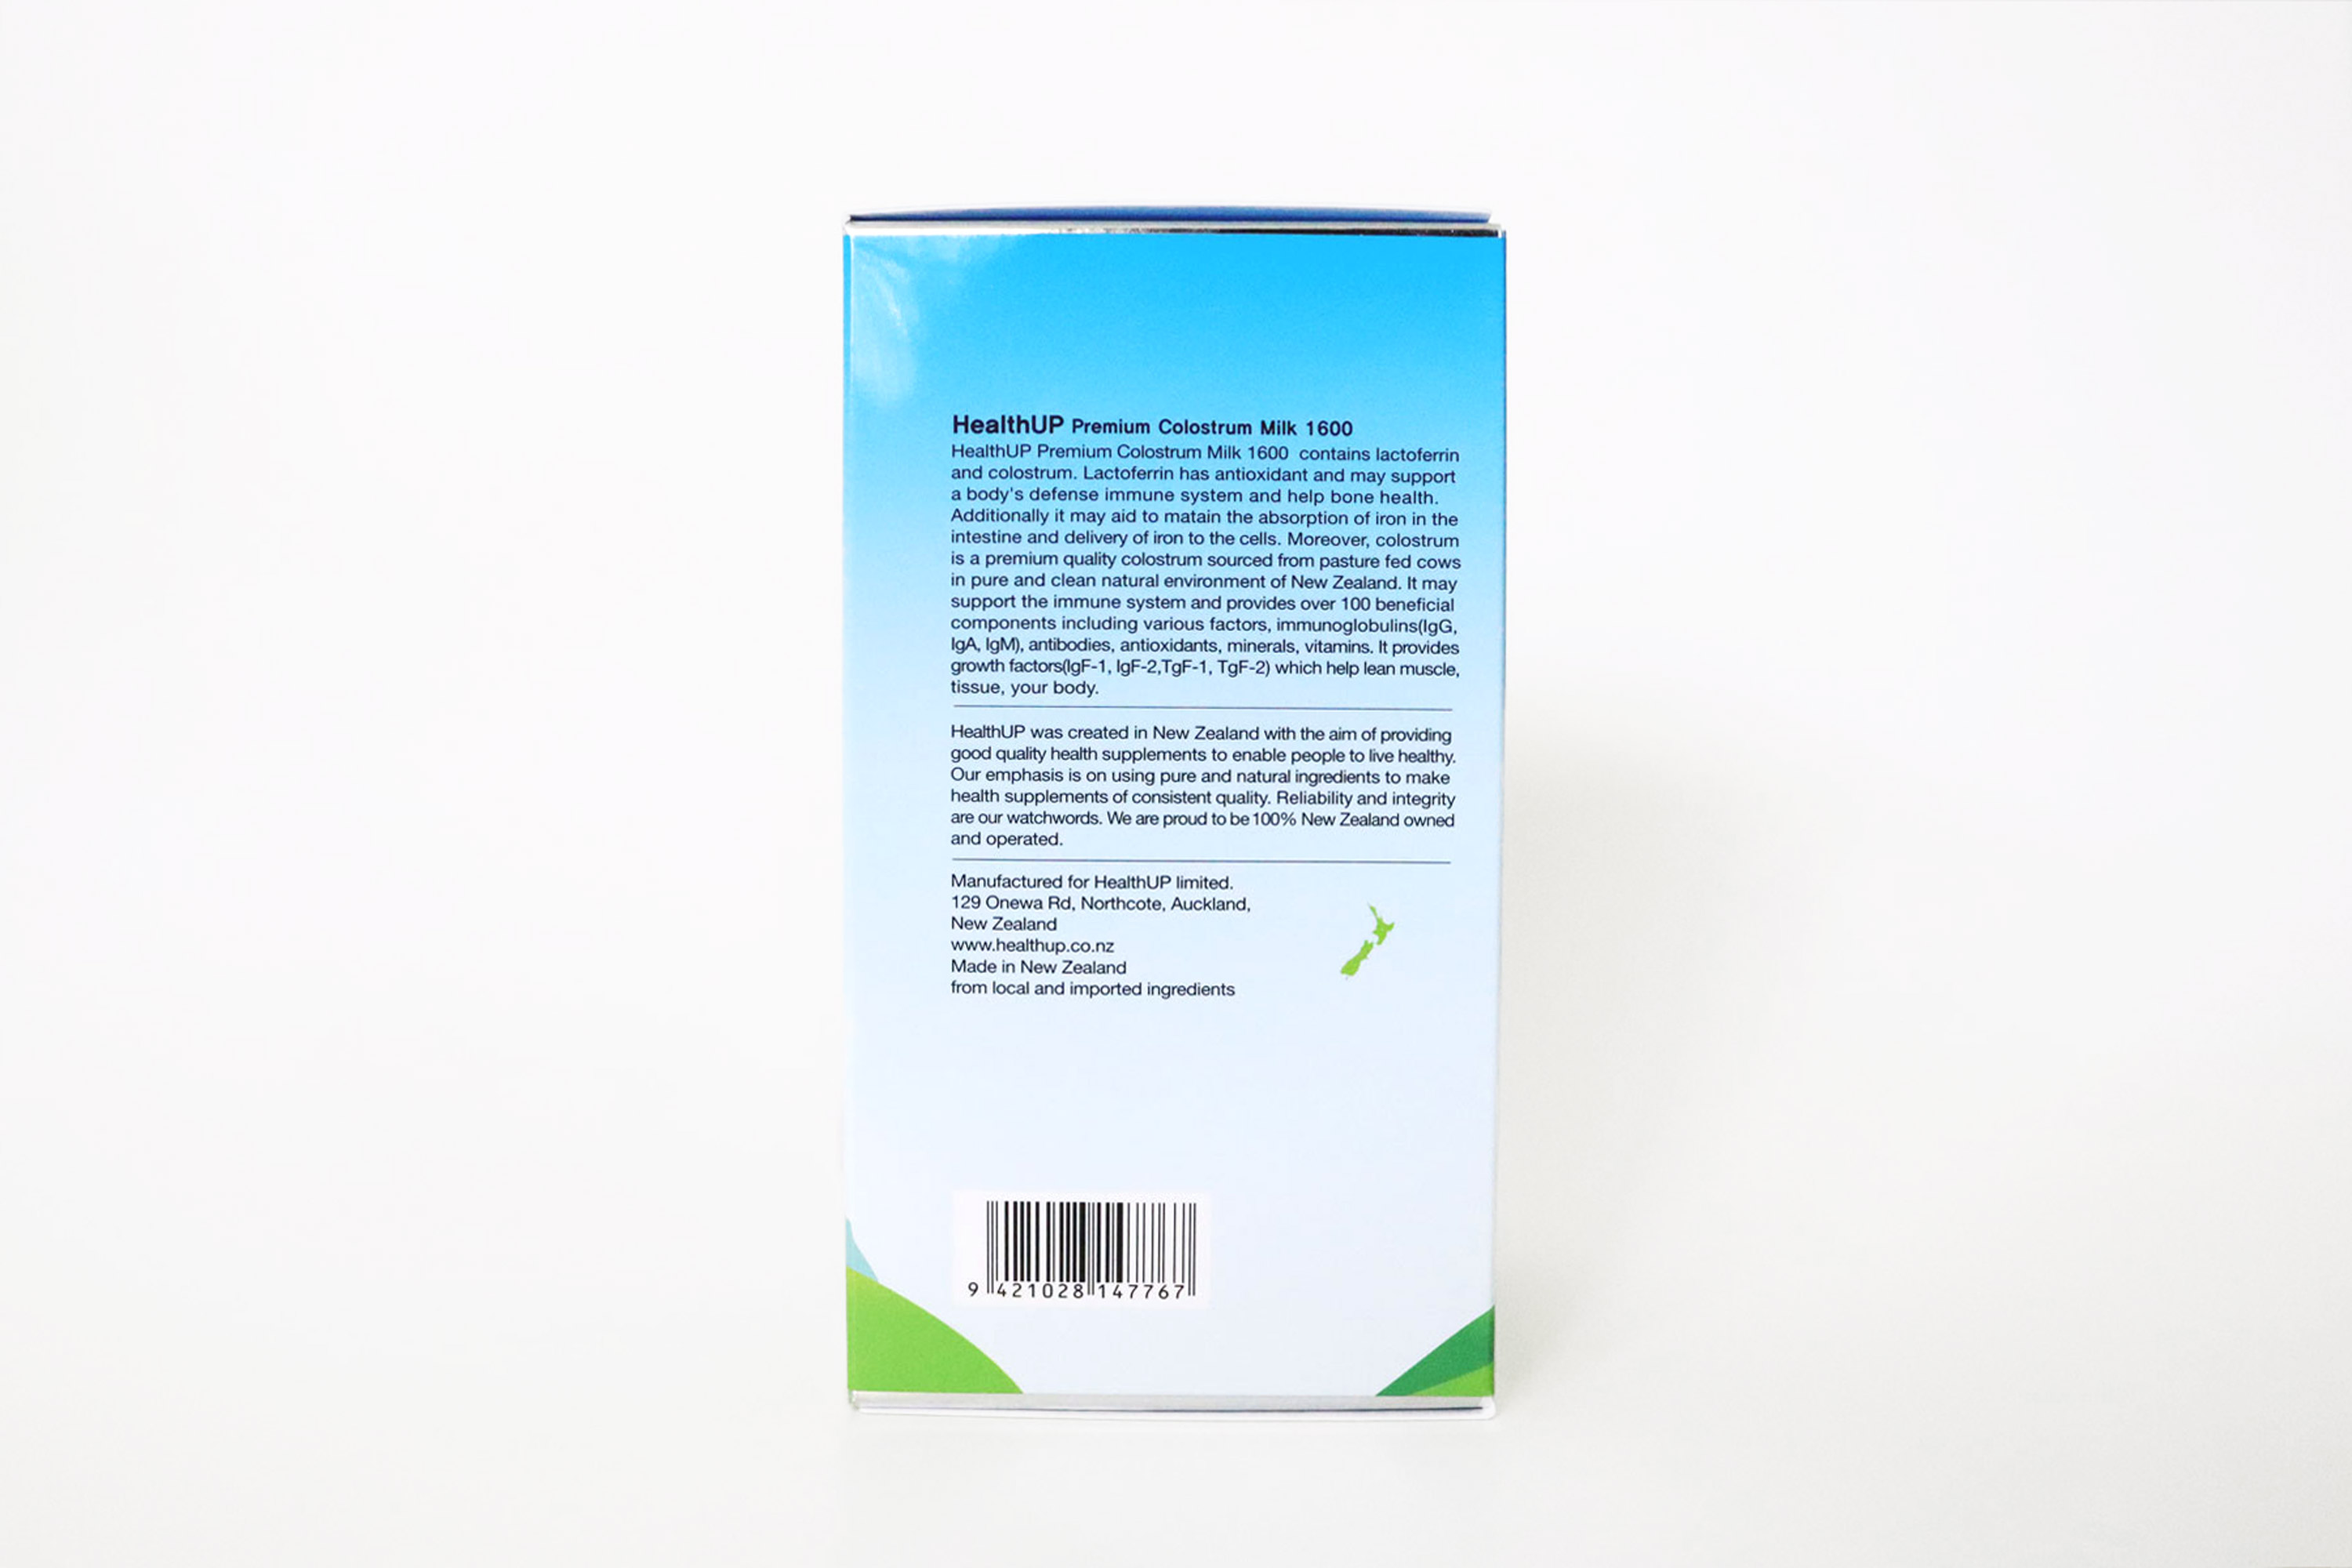 HealthUP Premium Colostrum Milk 1600
HealthUP Premium Colostrum Milk 1600 contains lactoferrin
and colostrum. Lactoferrin has antioxidant and may support
a body's defense immune system and help bone health.
Additionally it may aid to matain the absorption of iron in the
intestine and delivery of iron to the cells. Moreover, colostrum
is a premium quality colostrum sourced from pasture fed cows
in pure and clean natural environment of New Zealand. It may
support the immune system and provides over 100 beneficial
components including various factors, immunoglobulins(IgG,
IgA, IgM), antibodies, antioxidants, minerals, vitamins. It provides
growth factors(IgF-1, IgF-2,TgF-1, TgF-2) which help lean muscle,
tissue, your body.
HealthUP was created in New Zealand with the aim of providing
good quality health supplements to enable people to live healthy.
Our emphasis is on using pure and natural ingredients to make
health supplements of consistent quality. Reliability and integrity
are our watchwords. We are proud to be 100% New Zealand owned
and operated.
Manufactured for HealthUP limited.
129 Onewa Rd, Northcote, Auckland,
New Zealand
www.healthup.co.nz
Made in New Zealand
from local and imported ingredients
9 421028 147767